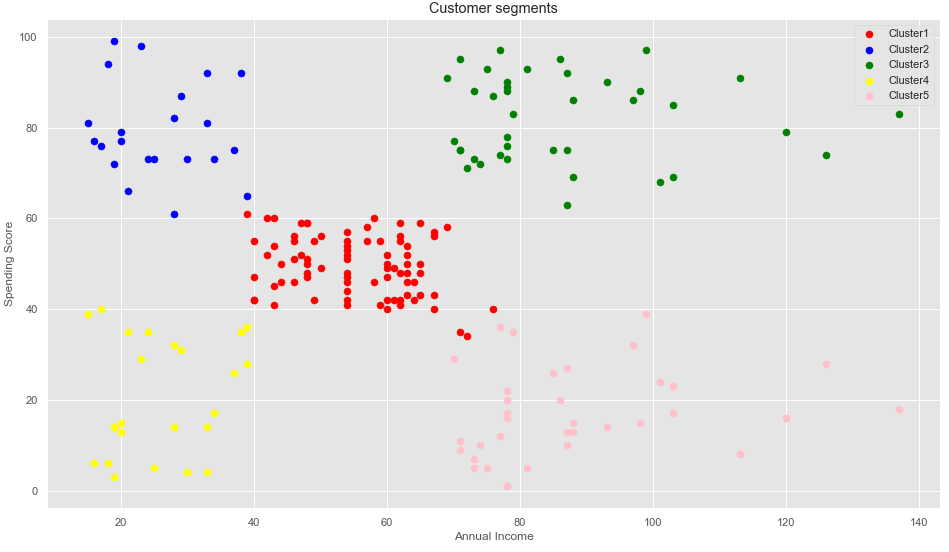 Customer segments
Cluster1
Cluster2
Cluster3
Cluster4
Cluster5
100
80
60
40
20
0
Spending Score
20 40 60 80 100 120 140
Annual Income